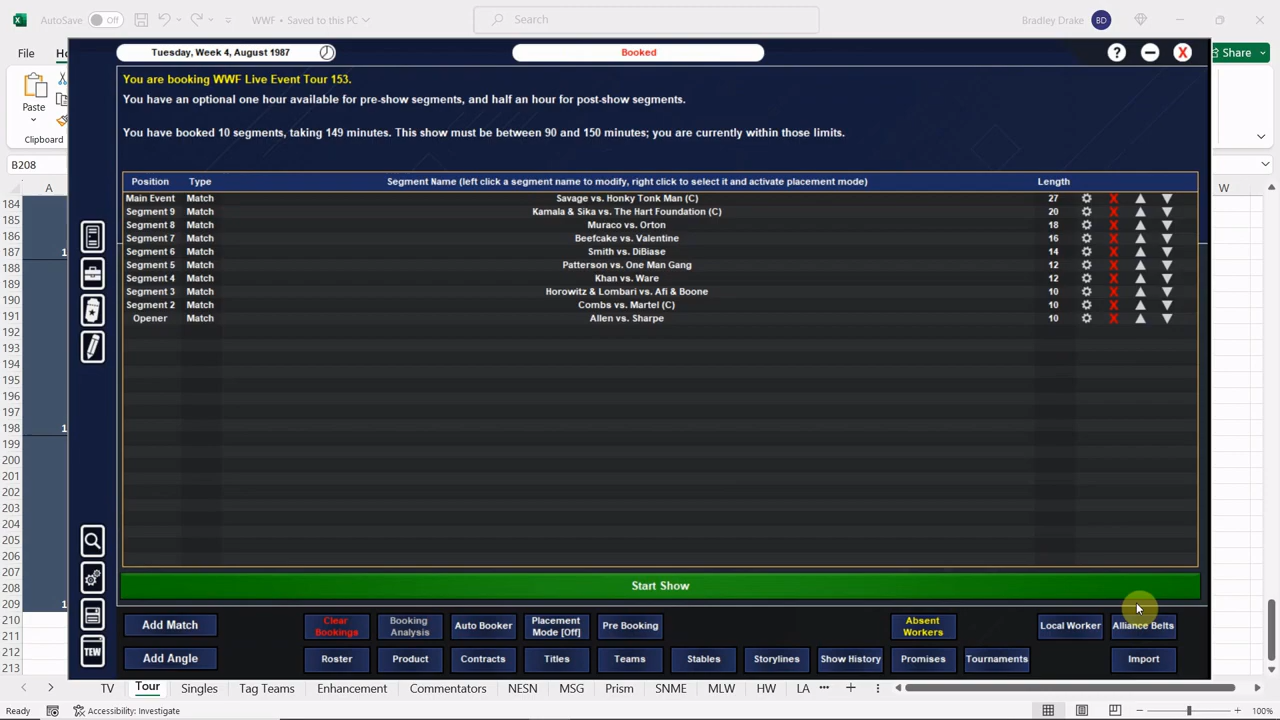 AutoSave Off WWF • Saved to this PC Search Bradley Drake BD
Tuesday, Week 4, August 1987 Booked ? X
File Ho Share
You are booking WWF Live Event Tour 153.
You have an optional one hour available for pre-show segments, and half an hour for post-show segments.
Paste
You have booked 10 segments, taking 149 minutes. This show must be between 90 and 150 minutes; you are currently within those limits.
Clipboard
B208
Position Type Segment Name (left click a segment name to modify, right click to select it and activate placement mode) Length
A W
Main Event Match Savage vs. Honky Tonk Man (C) 27 X
Segment 9 Match Kamala & Sika vs. The Hart Foundation (C) 20 X
Segment 8 Match Muraco vs. Orton 18 X
Segment 7 Match Beefcake vs. Valentine 16 X
Segment 6 Match Smith vs. DiBiase 14 X
Segment 5 Match Patterson vs. One Man Gang 12 X
Segment 4 Match Khan vs. Ware 12 X
Segment 3 Match Horowitz & Lombari vs. Afi & Boone 10 X
Segment 2 Match Combs vs. Martel (C) 10 X
Opener Match Allen vs. Sharpe 10 X
184
185
186
187 1
188
189
190
191
192
193
194
195
196
197
198 1
199
200
201
202
203
204
205
206
207
208
209 1
210
211
212
213
Start Show
Add Match Clear Bookings Booking Analysis Auto Booker Placement Mode [Off] Pre Booking Absent Workers Local Worker Alliance Belts
TEW
Add Angle Roster Product Contracts Titles Teams Stables Storylines Show History Promises Tournaments Import
TV Tour Singles Tag Teams Enhancement Commentators NESN MSG Prism SNME MLW HW LA
Ready Accessibility: Investigate 100%